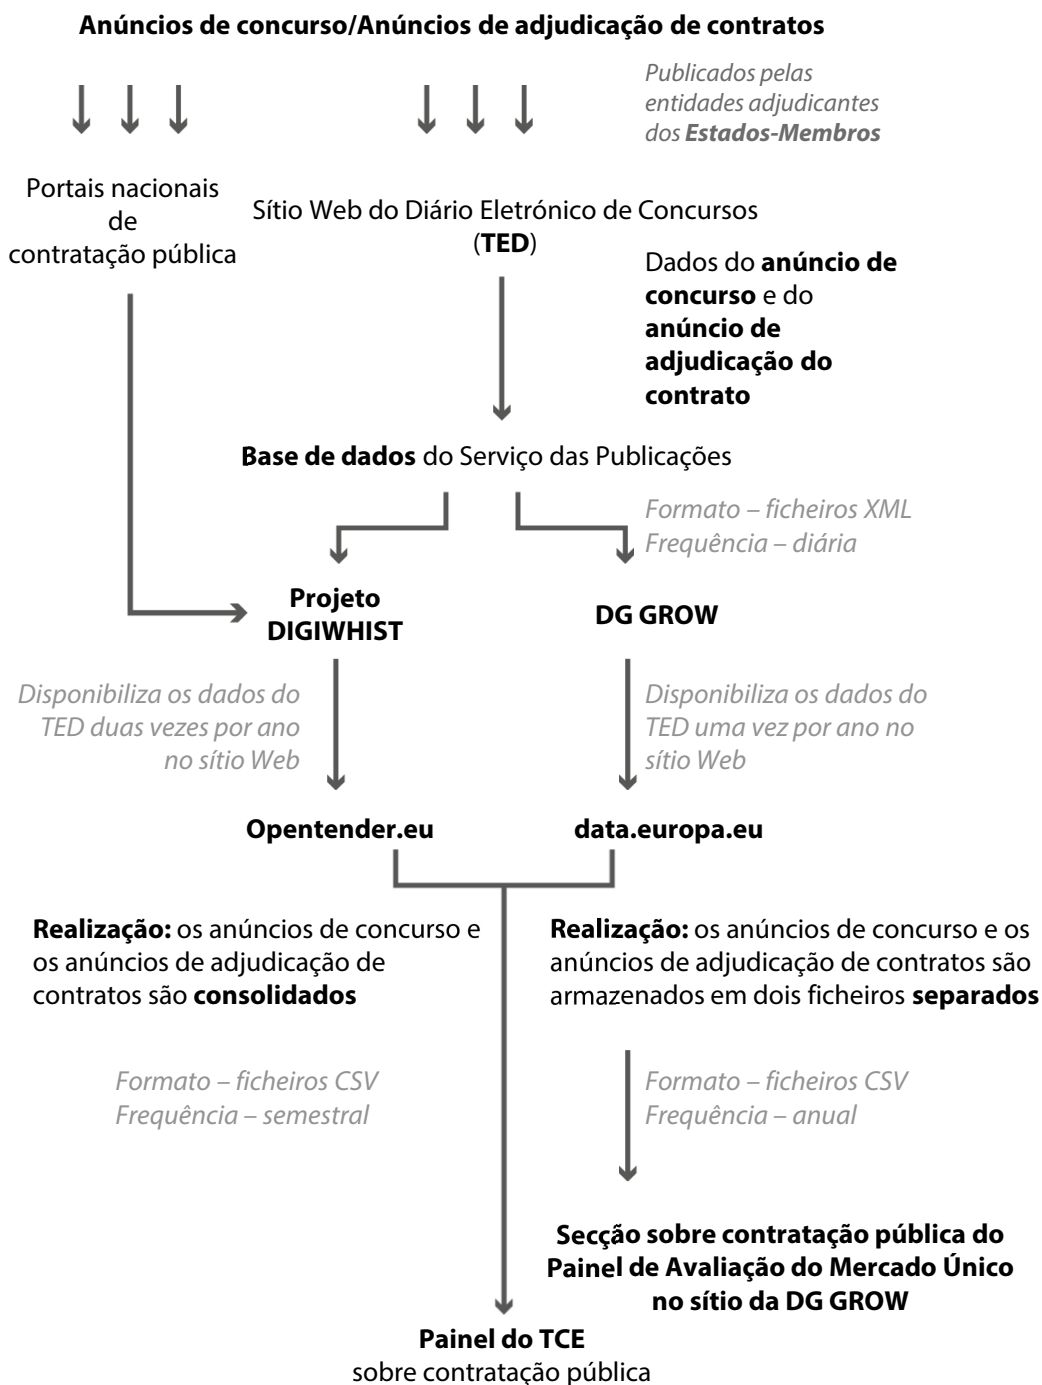 Anúncios de concurso/Anúncios de adjudicação de contratos
Publicados pelas
entidades adjudicantes
dos Estados-Membros
Portais nacionais
de
contratação pública
Sítio Web do Diário Eletrónico de Concursos
(TED)
Dados do anúncio de
concurso e do
anúncio de
adjudicação do
contrato
Base de dados do Serviço das Publicações
Formato – ficheiros XML
Frequência – diária
Projeto
DIGIWHIST
DG GROW
Disponibiliza os dados do
TED duas vezes por ano
no sítio Web
Disponibiliza os dados do
TED uma vez por ano no
sítio Web
Opentender.eu
data.europa.eu
Realização: os anúncios de concurso e
os anúncios de adjudicação de
contratos são consolidados
Realização: os anúncios de concurso e os
anúncios de adjudicação de contratos são
armazenados em dois ficheiros separados
Formato – ficheiros CSV
Frequência – semestral
Formato – ficheiros CSV
Frequência – anual
Secção sobre contratação pública do
Painel de Avaliação do Mercado Único
no sítio da DG GROW
Painel do TCE
sobre contratação pública